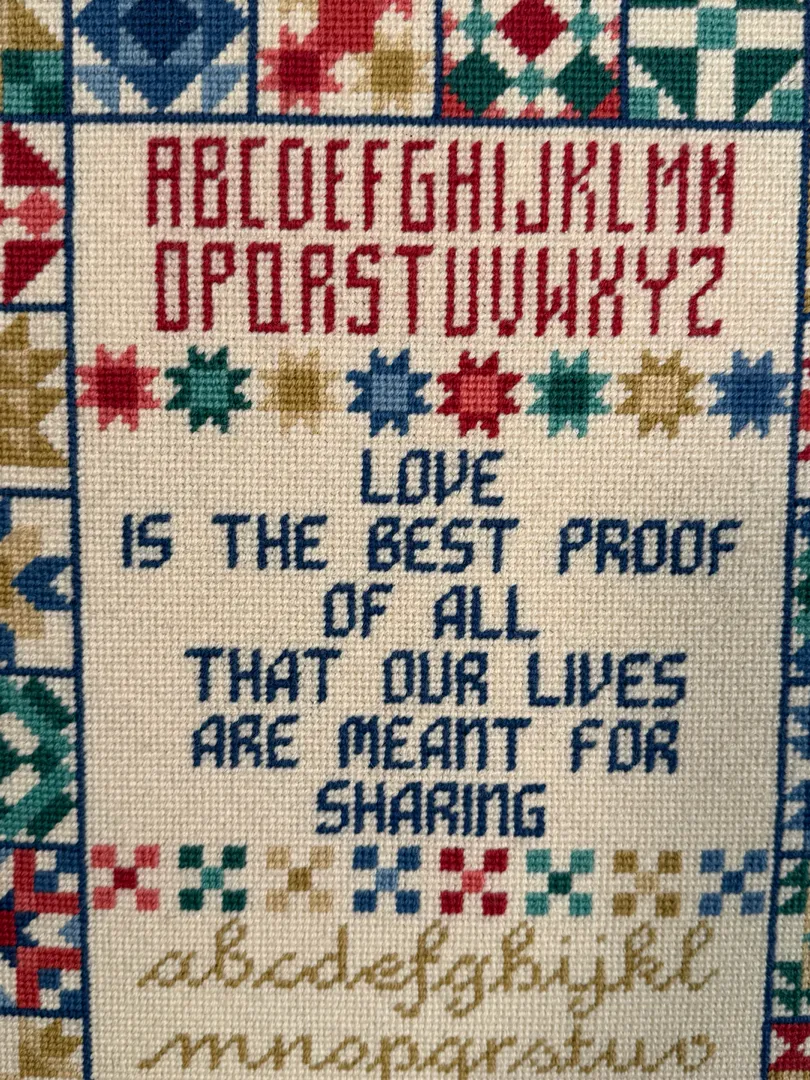 ABCDEFGHIJKLMN
OPQRSTUVWXYZ
LOVE
IS THE BEST PROOF
OF ALL
THAT OUR LIVES
ARE MEANT FOR
SHARING
abcdefghijkl
mnopqrstuv